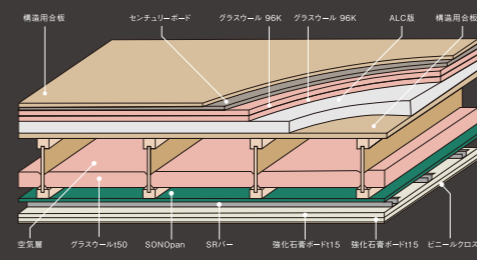 構造用合板
センチュリーボード
グラスウール 96K
グラスウール 96K
ALC版
構造用合板
空気層
グラスウールt50
SONOpan
SRバー
強化石膏ボードt15
強化石膏ボードt15
ビニールクロス